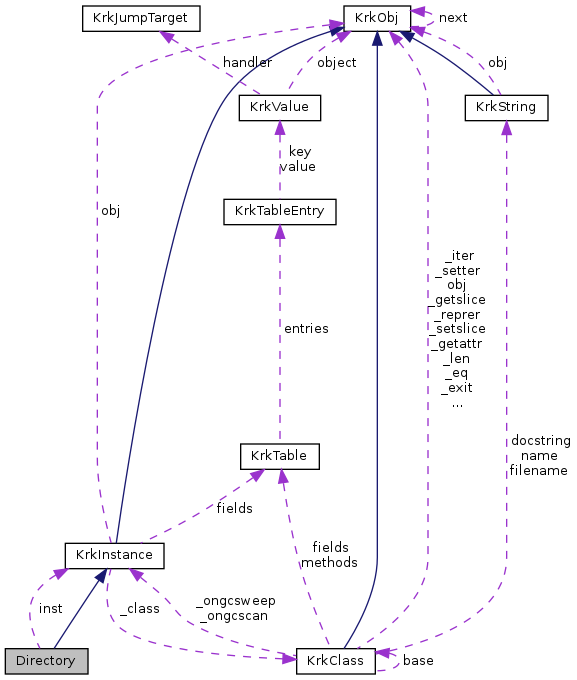 KrkJumpTarget
KrkObj
next
handler
object
obj
KrkValue
KrkString
key
value
KrkTableEntry
obj
_iter
_setter
obj
_getslice
_reprer
_setslice
_getattr
_len
_eq
_exit
...
entries
docstring
name
filename
KrkTable
fields
KrkInstance
fields
methods
inst
_class
_ongcsweep
_ongcscan
Directory
KrkClass
base